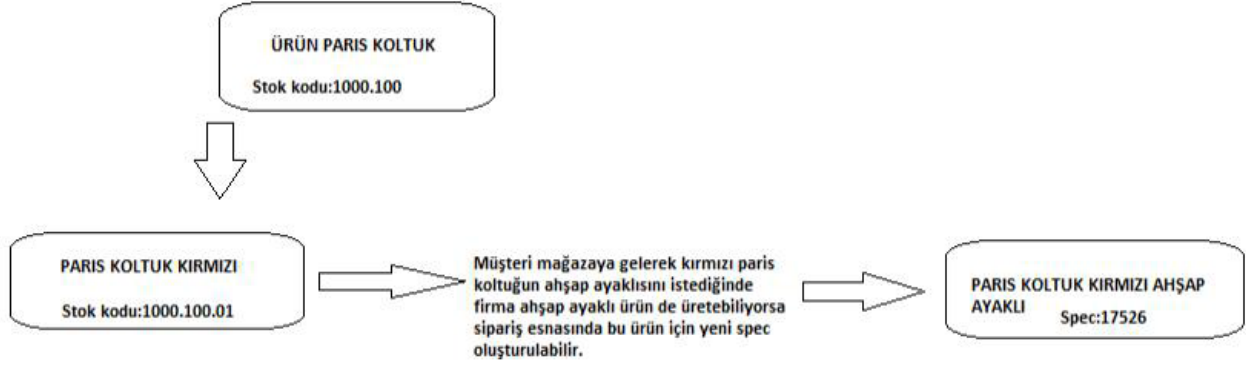 ÜRÜN PARIS KOLTUK
Stok kodu:1000.100
PARIS KOLTUK KIRMIZI
Stok kodu:1000.100.01
Müşteri mağazaya gelerek kırmızı paris
koltuğun ahşap ayaklısını istediğinde
firma ahşap ayaklı ürün de üretebiliyorsa
sipariş esnasında bu ürün için yeni spec
oluşturulabilir.
PARIS KOLTUK KIRMIZI AHŞAP
AYAKLI Spec:17526